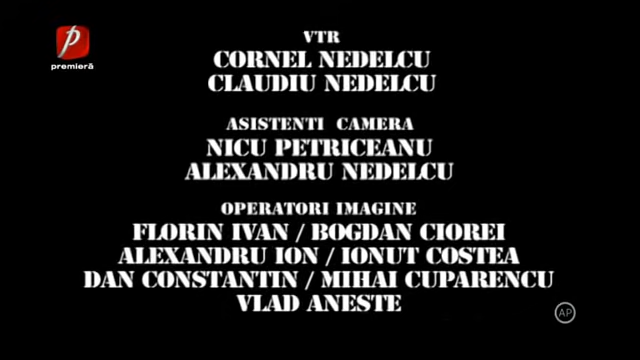 premieră
VTR
CORNEL NEDELCU
CLAUDIU NEDELCU
ASISTENTI CAMERA
NICU PETRICEANU
ALEXANDRU NEDELCU
OPERATORI IMAGINE
FLORIN IVAN / BOGDAN CIOREI
ALEXANDRU ION / IONUT COSTEA
DAN CONSTANTIN / MIHAI CUPARENCU
VLAD ANESTE
AP